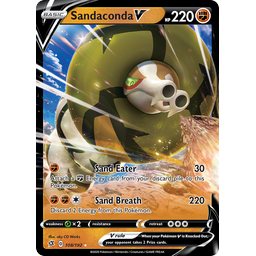 BASIC Sandaconda V HP 220
Sand Eater 30
Attach a Energy card from your discard pile to this Pokémon.
Sand Breath 220
Discard 2 Energy from this Pokémon.
weakness ×2 resistance retreat
V rule When your Pokémon V is Knocked Out, your opponent takes 2 Prize cards.
108/192